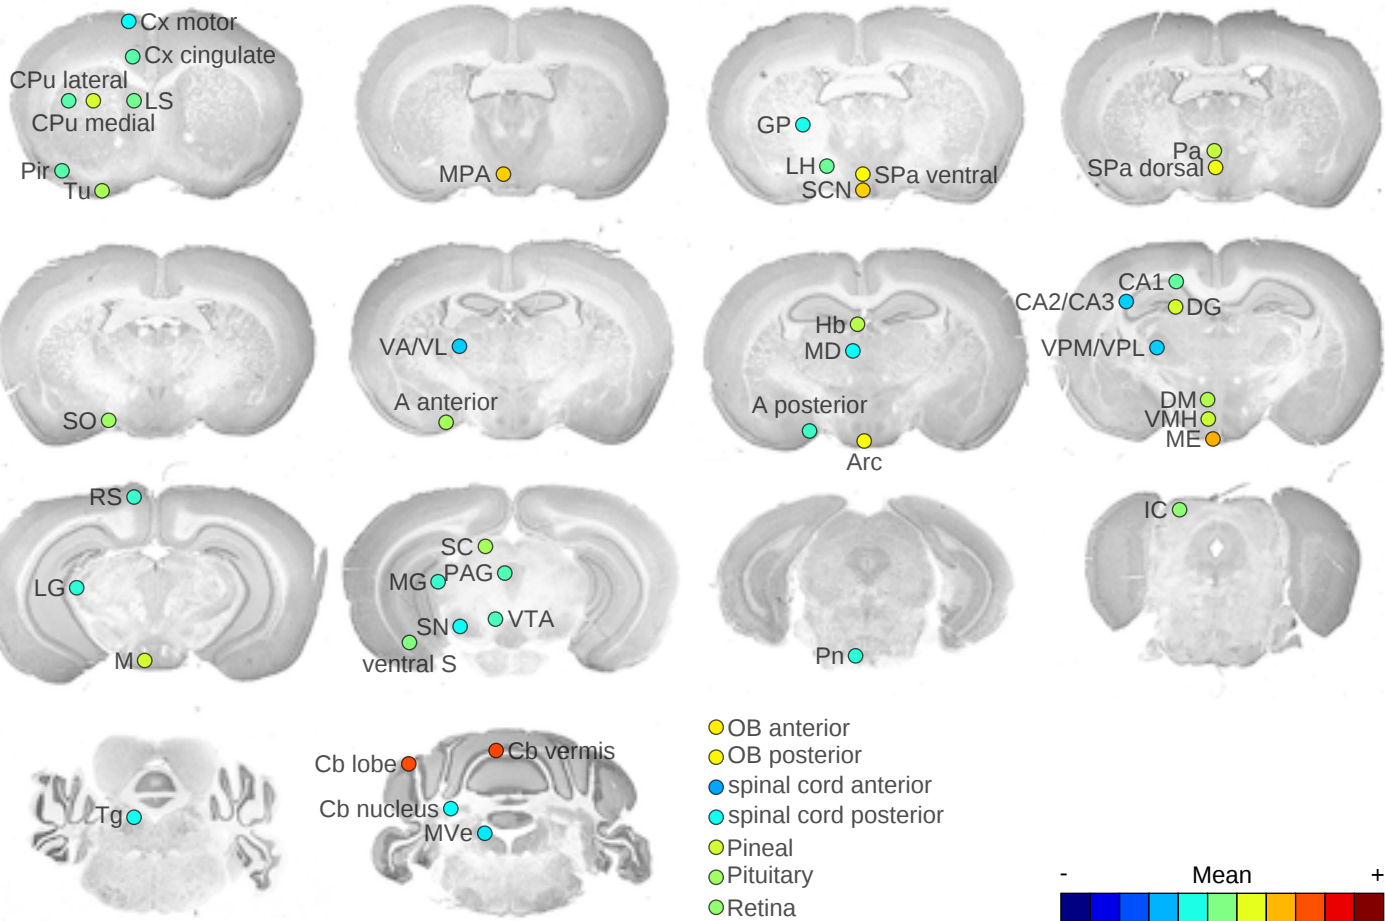 Cx motor
Cx cingulate
CPu lateral
LS
CPu medial
Pir
Tu
MPA
GP
LH
SPa ventral
SCN
Pa
SPa dorsal
SO
VA/VL
A anterior
Hb
MD
A posterior
Arc
CA1
CA2/CA3
DG
VPM/VPL
DM
VMH
ME
RS
LG
M
SC
MG
PAG
SN
VTA
ventral S
Pn
IC
Tg
Cb lobe
Cb vermis
Cb nucleus
MVe
OB anterior
OB posterior
spinal cord anterior
spinal cord posterior
Pineal
Pituitary
Retina
- Mean +